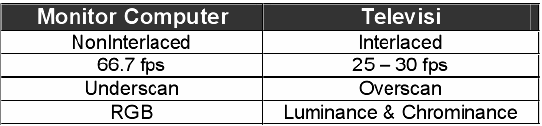 Monitor Computer Televisi
NonInterlaced Interlaced
66.7 fps 25 – 30 fps
Underscan Overscan
RGB Luminance & Chrominance